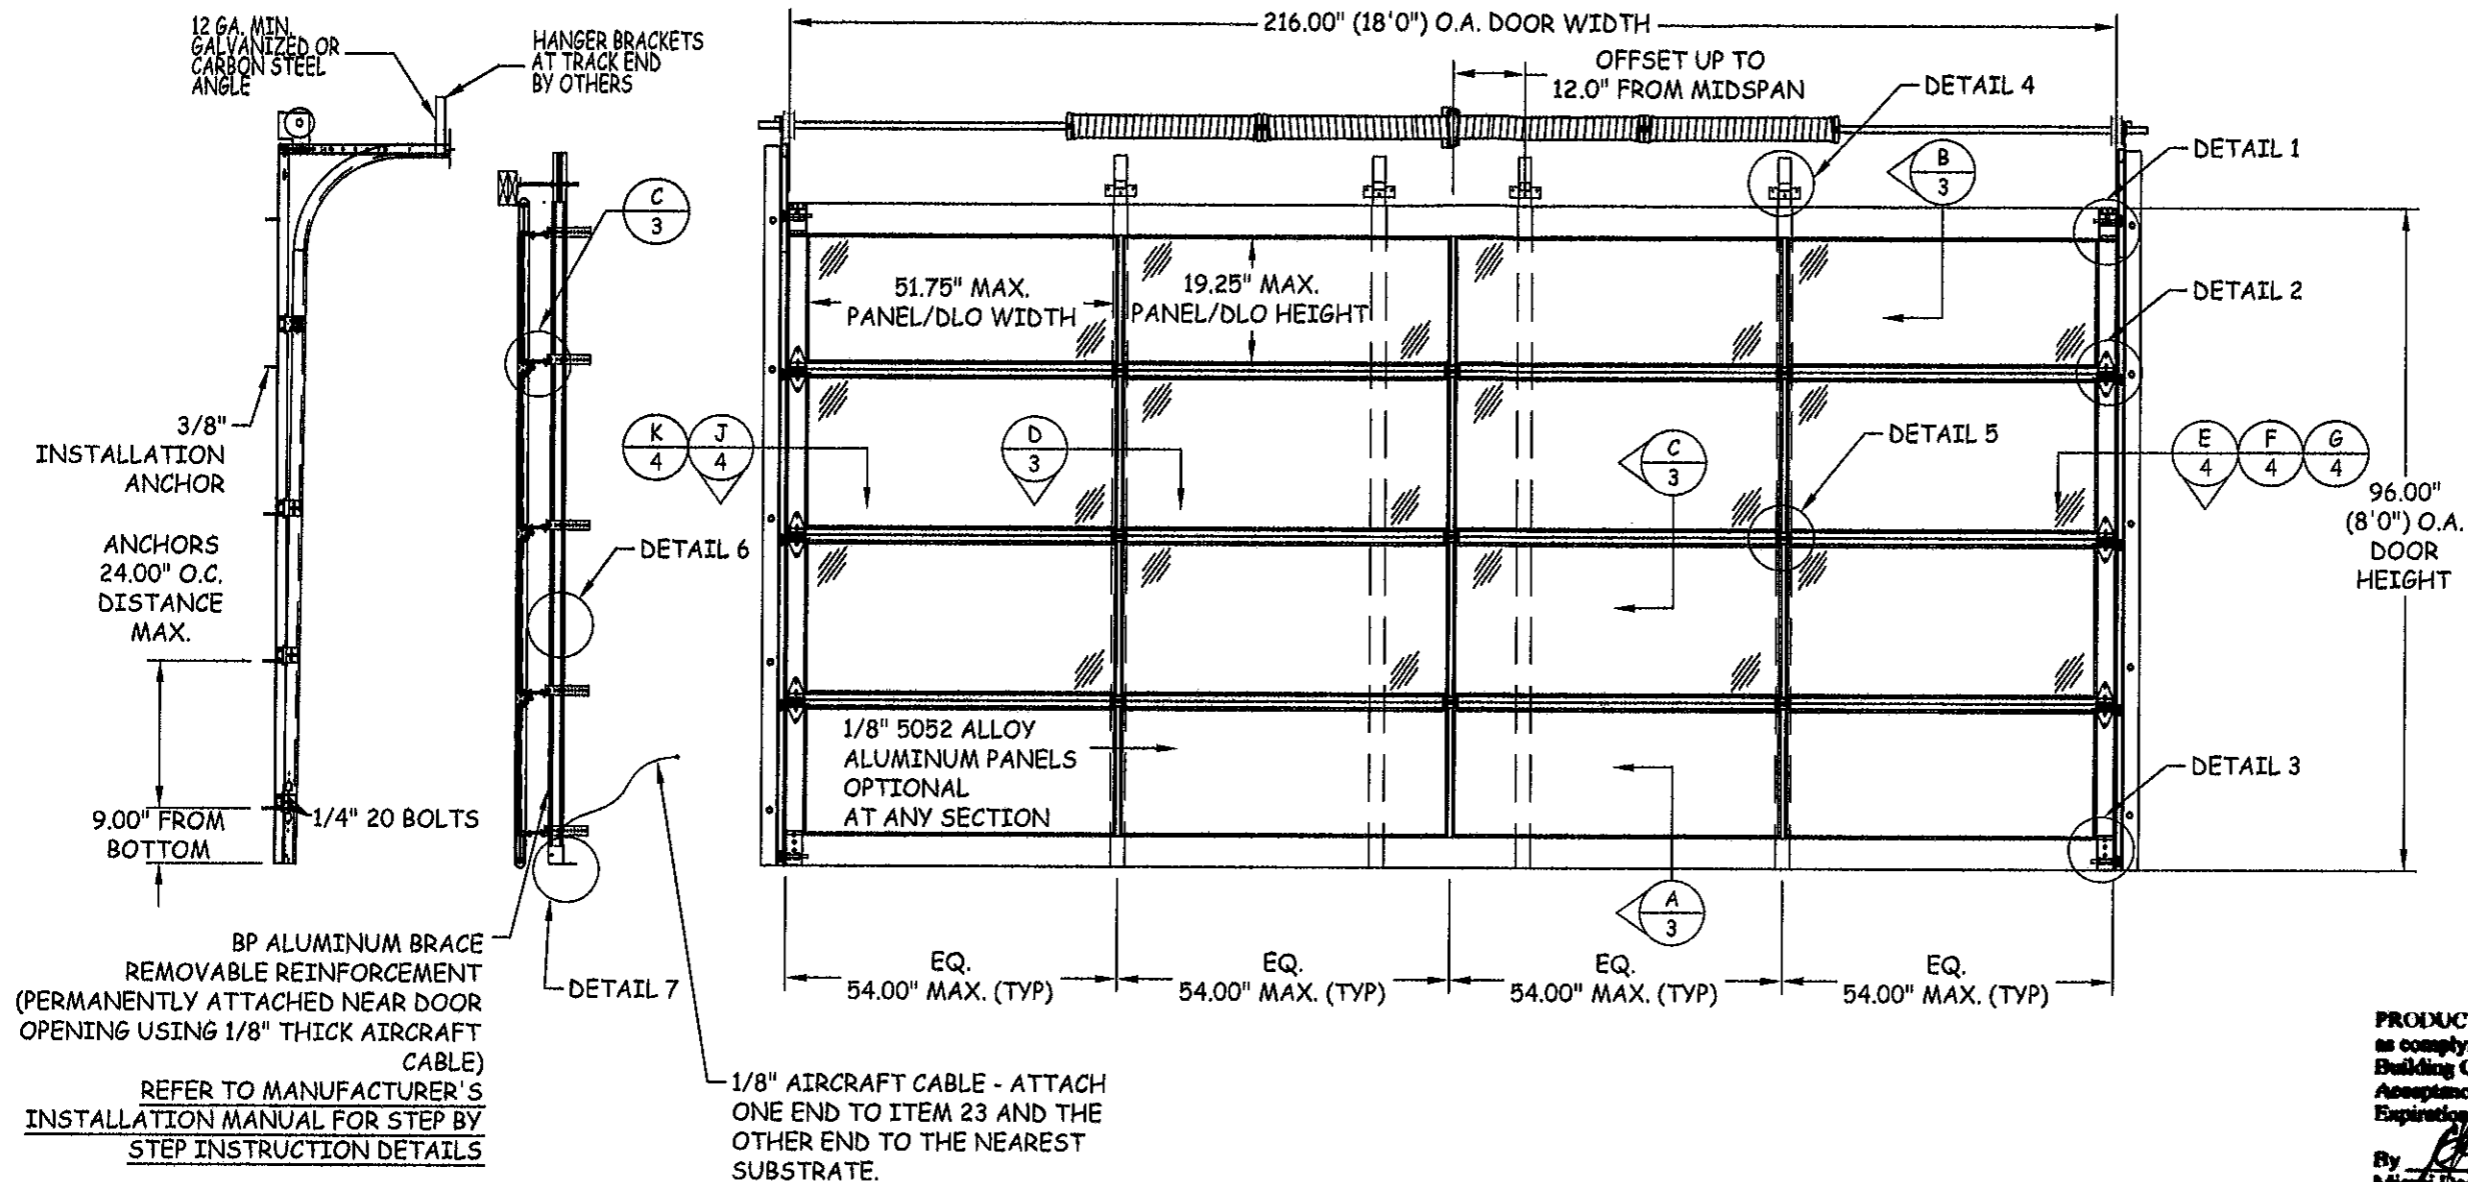 12 GA. MIN.
GALVANIZED OR
CARBON STEEL
ANGLE
HANGER BRACKETS
AT TRACK END
BY OTHERS
216.00" (18'0") O.A. DOOR WIDTH
OFFSET UP TO
12.0" FROM MIDSPAN
DETAIL 4
B
3
DETAIL 1
C
3
51.75" MAX.
PANEL/DLO WIDTH
19.25" MAX.
PANEL/DLO HEIGHT
DETAIL 2
3/8"
INSTALLATION
ANCHOR
K
4
J
4
D
3
C
3
DETAIL 5
E
4
F
4
G
4
96.00"
(8'0") O.A.
DOOR
HEIGHT
ANCHORS
24.00" O.C.
DISTANCE
MAX.
DETAIL 6
1/8" 5052 ALLOY
ALUMINUM PANELS
OPTIONAL
AT ANY SECTION
DETAIL 3
9.00" FROM
BOTTOM
1/4" 20 BOLTS
A
3
BP ALUMINUM BRACE
REMOVABLE REINFORCEMENT
(PERMANENTLY ATTACHED NEAR DOOR
OPENING USING 1/8" THICK AIRCRAFT
CABLE)
REFER TO MANUFACTURER'S
INSTALLATION MANUAL FOR STEP BY
STEP INSTRUCTION DETAILS
DETAIL 7
EQ.
54.00" MAX. (TYP)
EQ.
54.00" MAX. (TYP)
EQ.
54.00" MAX. (TYP)
EQ.
54.00" MAX. (TYP)
1/8" AIRCRAFT CABLE - ATTACH
ONE END TO ITEM 23 AND THE
OTHER END TO THE NEAREST
SUBSTRATE.
PRODUC
as comply
Building
Acceptanc
Expiration
By